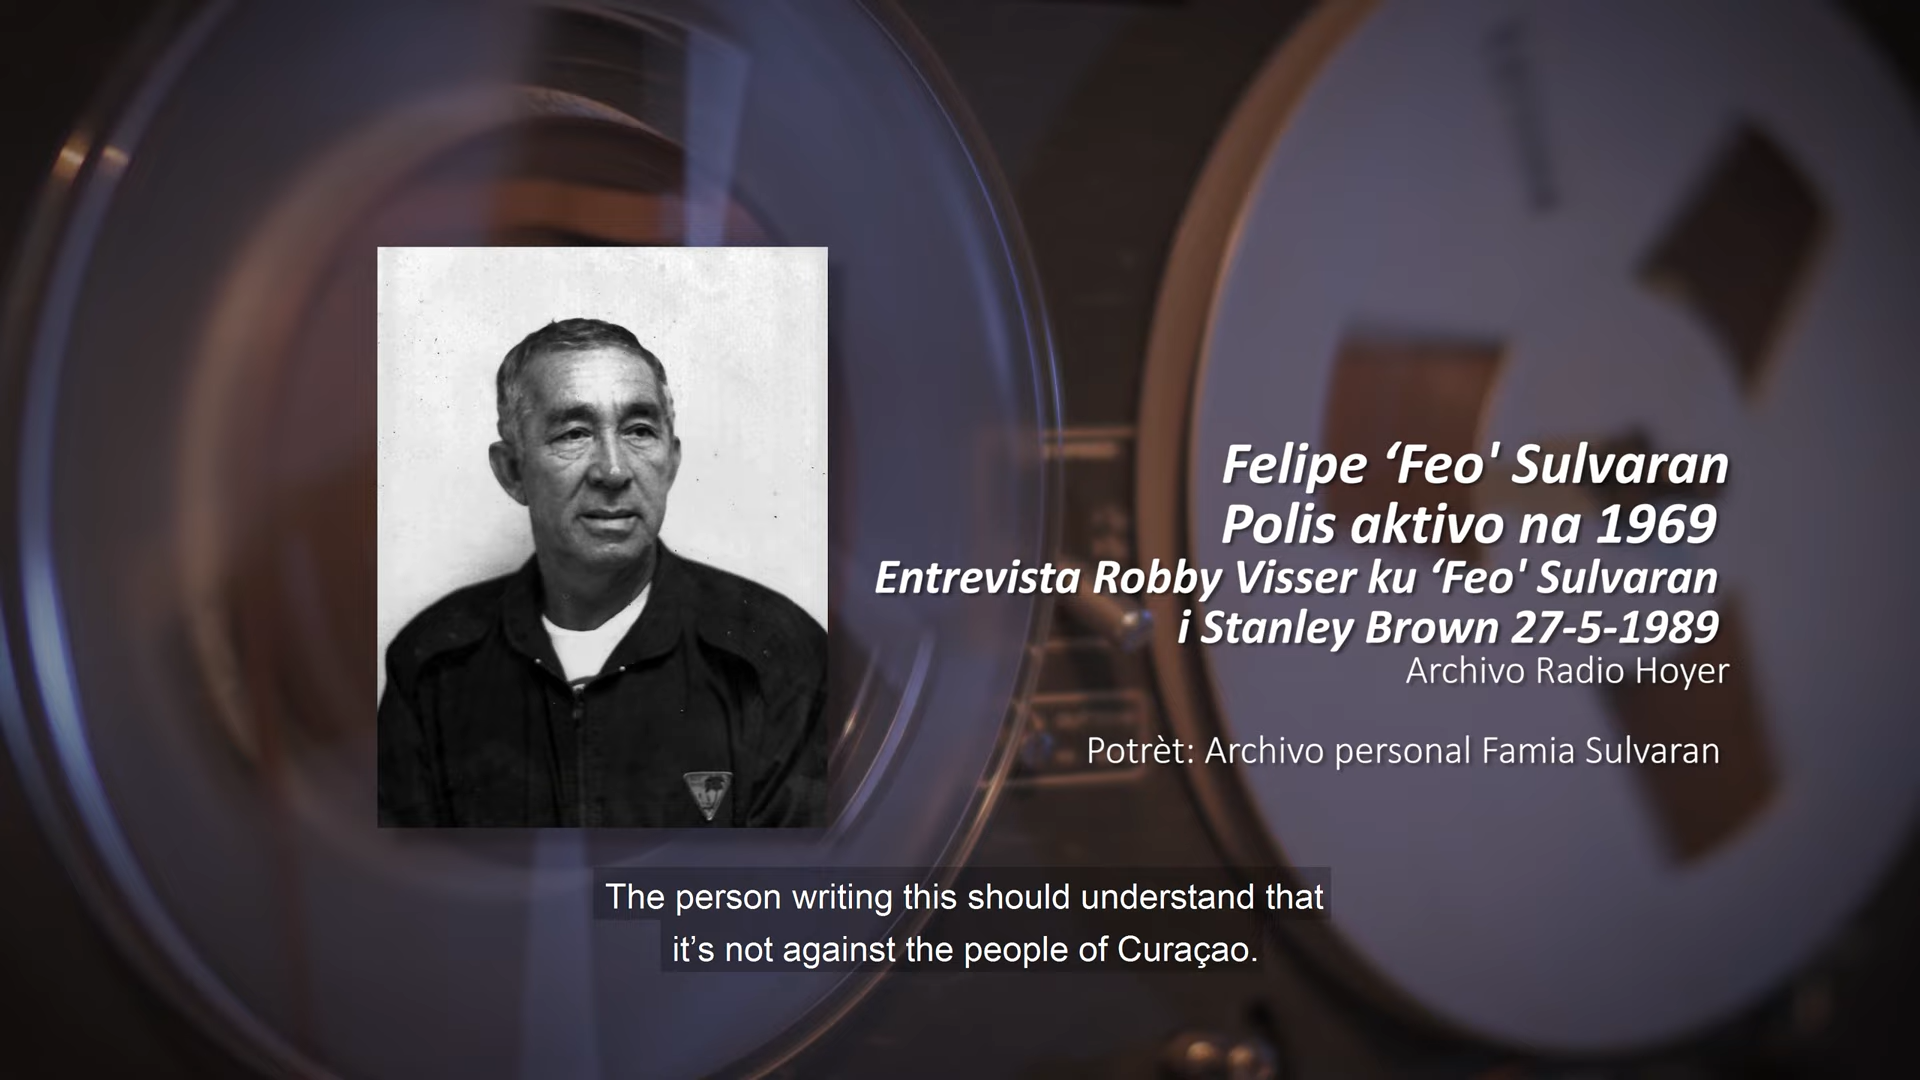 Felipe ‘Feo' Sulvaran
Polis aktivo na 1969
Entrevista Robby Visser ku ‘Feo' Sulvaran
i Stanley Brown 27-5-1989
Archivo Radio Hoyer
Potrèt: Archivo personal Famia Sulvaran
The person writing this should understand that
it’s not against the people of Curaçao.